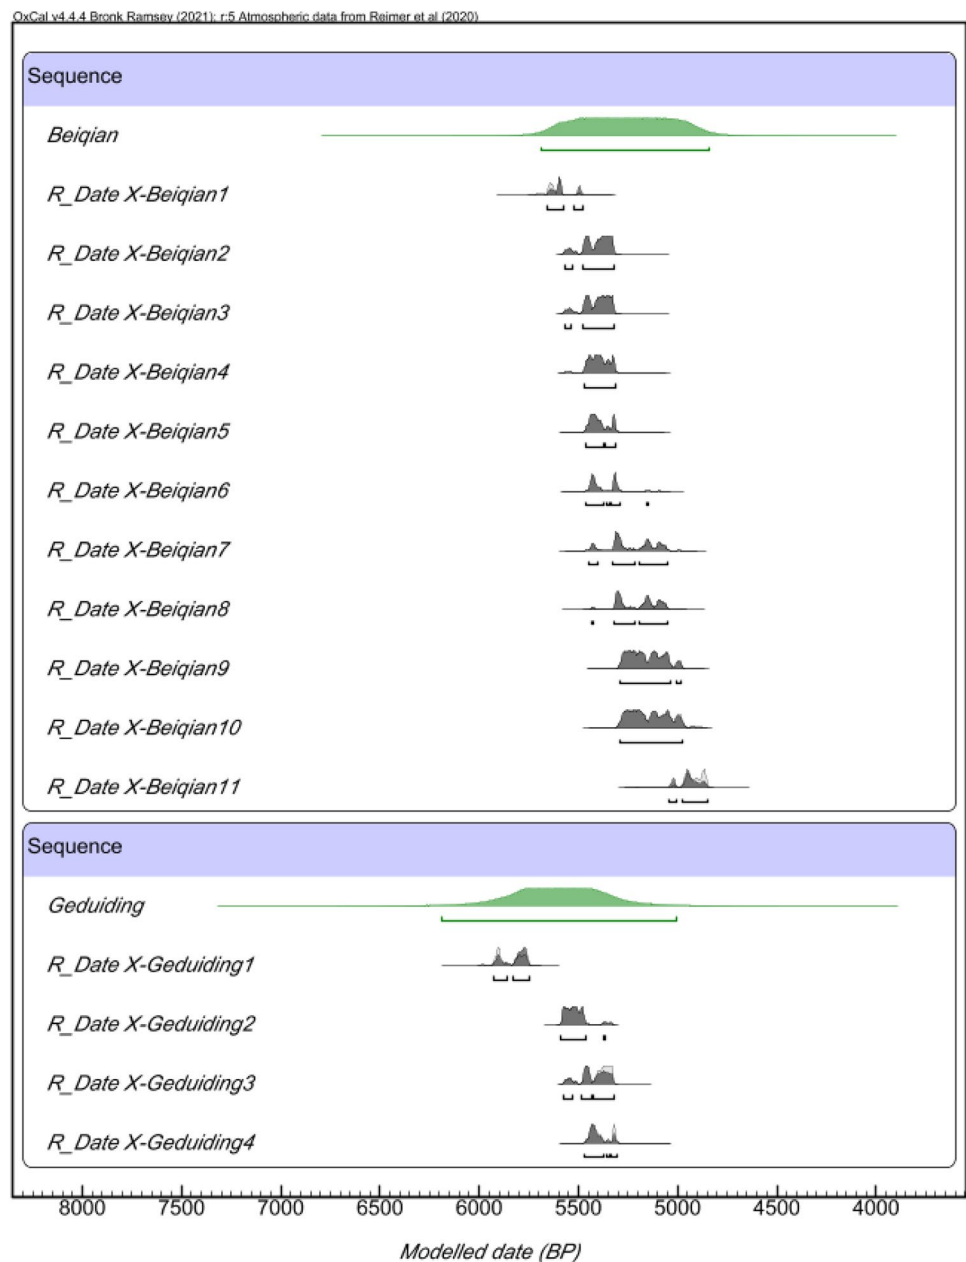 OxCal v4.4.4 Bronk Ramsey (2021); r:5 Atmospheric data from Reimer et al (2020)
Sequence
Beiqian
R_Date X-Beiqian1
R_Date X-Beiqian2
R_Date X-Beiqian3
R_Date X-Beiqian4
R_Date X-Beiqian5
R_Date X-Beiqian6
R_Date X-Beiqian7
R_Date X-Beiqian8
R_Date X-Beiqian9
R_Date X-Beiqian10
R_Date X-Beiqian11
Sequence
Geduiding
R_Date X-Geduiding1
R_Date X-Geduiding2
R_Date X-Geduiding3
R_Date X-Geduiding4
8000 7500 7000 6500 6000 5500 5000 4500 4000
Modelled date (BP)